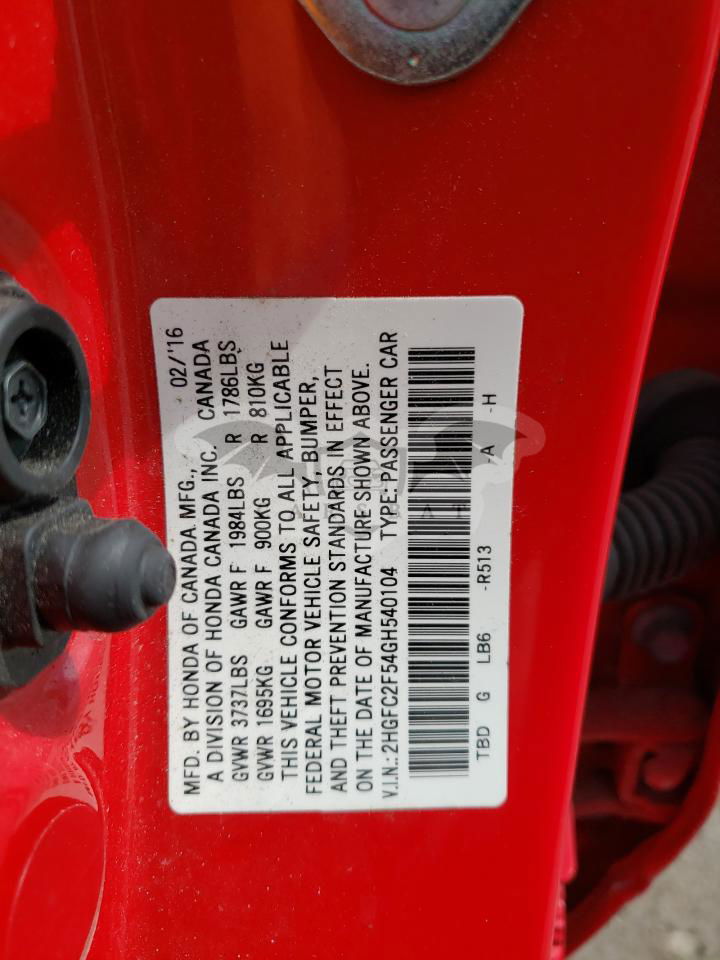 MFD. BY HONDA OF CANADA MFG., 02/'16
A DIVISION OF HONDA CANADA INC. CANADA
GVWR 3737LBS GAWR F 1984LBS R 1786LBS
GVWR 1695KG GAWR F 900KG R 810KG
THIS VEHICLE CONFORMS TO ALL APPLICABLE
FEDERAL MOTOR VEHICLE SAFETY, BUMPER,
AND THEFT PREVENTION STANDARDS IN EFFECT
ON THE DATE OF MANUFACTURE SHOWN ABOVE.
V.I.N.: 2HGFC2F54GH540104 TYPE: PASSENGER CAR
TBD G LB6 -R513 -A -H